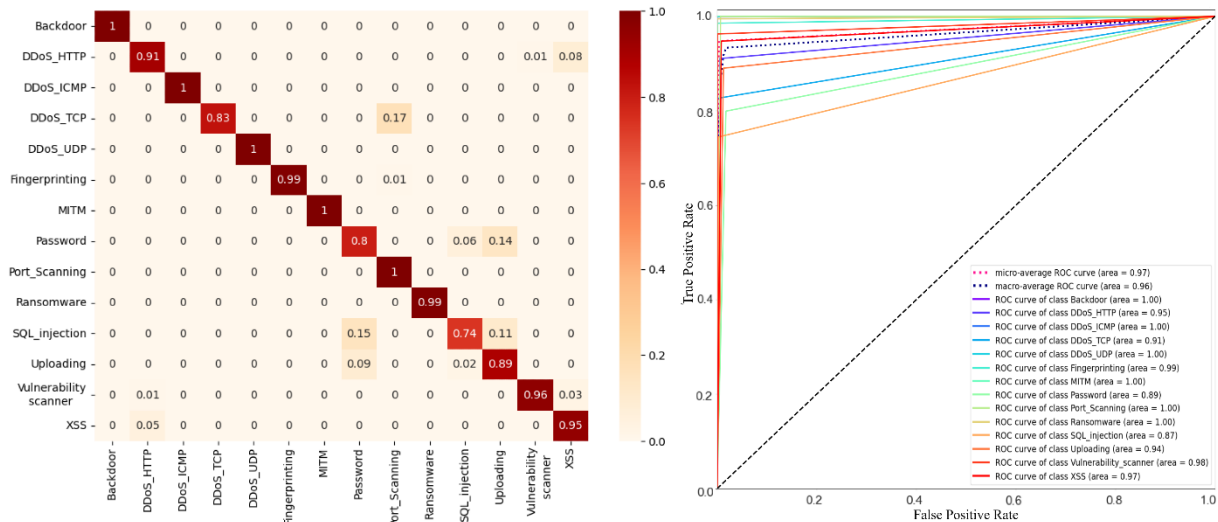 Backdoor 1 0 0 0 0 0 0 0 0 0 0 0 0 0
DDoS_HTTP 0 0.91 0 0 0 0 0 0 0 0 0 0 0.01 0.08
DDoS_ICMP 0 0 1 0 0 0 0 0 0 0 0 0 0 0
DDoS_TCP 0 0 0 0.83 0 0 0 0 0.17 0 0 0 0 0
DDoS_UDP 0 0 0 0 1 0 0 0 0 0 0 0 0 0
Fingerprinting 0 0 0 0 0 0.99 0 0 0.01 0 0 0 0 0
MITM 0 0 0 0 0 0 1 0 0 0 0 0 0 0
Password 0 0 0 0 0 0 0 0.8 0 0 0.06 0.14 0 0
Port_Scanning 0 0 0 0 0 0 0 0 1 0 0 0 0 0
Ransomware 0 0 0 0 0 0 0 0 0 0.99 0 0 0 0
SQL_injection 0 0 0 0 0 0 0 0.15 0 0 0.74 0.11 0 0
Uploading 0 0 0 0 0 0 0 0.09 0 0 0.02 0.89 0 0
Vulnerability
scanner 0 0.01 0 0 0 0 0 0 0 0 0 0 0.96 0.03
XSS 0 0.05 0 0 0 0 0 0 0 0 0 0 0 0.95
Backdoor
DDoS_HTTP
DDoS_ICMP
DDoS_TCP
DDoS_UDP
Fingerprinting
MITM
Password
Port_Scanning
Ransomware
SQL_injection
Uploading
Vulnerability
scanner
XSS
1.0
0.8
0.6
0.4
0.2
0.0
1.0
0.8
0.6
0.4
0.2
0.0
True Positive Rate
micro-average ROC curve (area = 0.97)
macro-average ROC curve (area = 0.96)
ROC curve of class Backdoor (area = 1.00)
ROC curve of class DDoS_HTTP (area = 0.95)
ROC curve of class DDoS_ICMP (area = 1.00)
ROC curve of class DDoS_TCP (area = 0.91)
ROC curve of class DDoS_UDP (area = 1.00)
ROC curve of class Fingerprinting (area = 0.99)
ROC curve of class MITM (area = 1.00)
ROC curve of class Password (area = 0.89)
ROC curve of class Port_Scanning (area = 1.00)
ROC curve of class Ransomware (area = 1.00)
ROC curve of class SQL_injection (area = 0.87)
ROC curve of class Uploading (area = 0.94)
ROC curve of class Vulnerability_scanner (area = 0.98)
ROC curve of class XSS (area = 0.97)
0.2 0.4 0.6 0.8 1.0
False Positive Rate